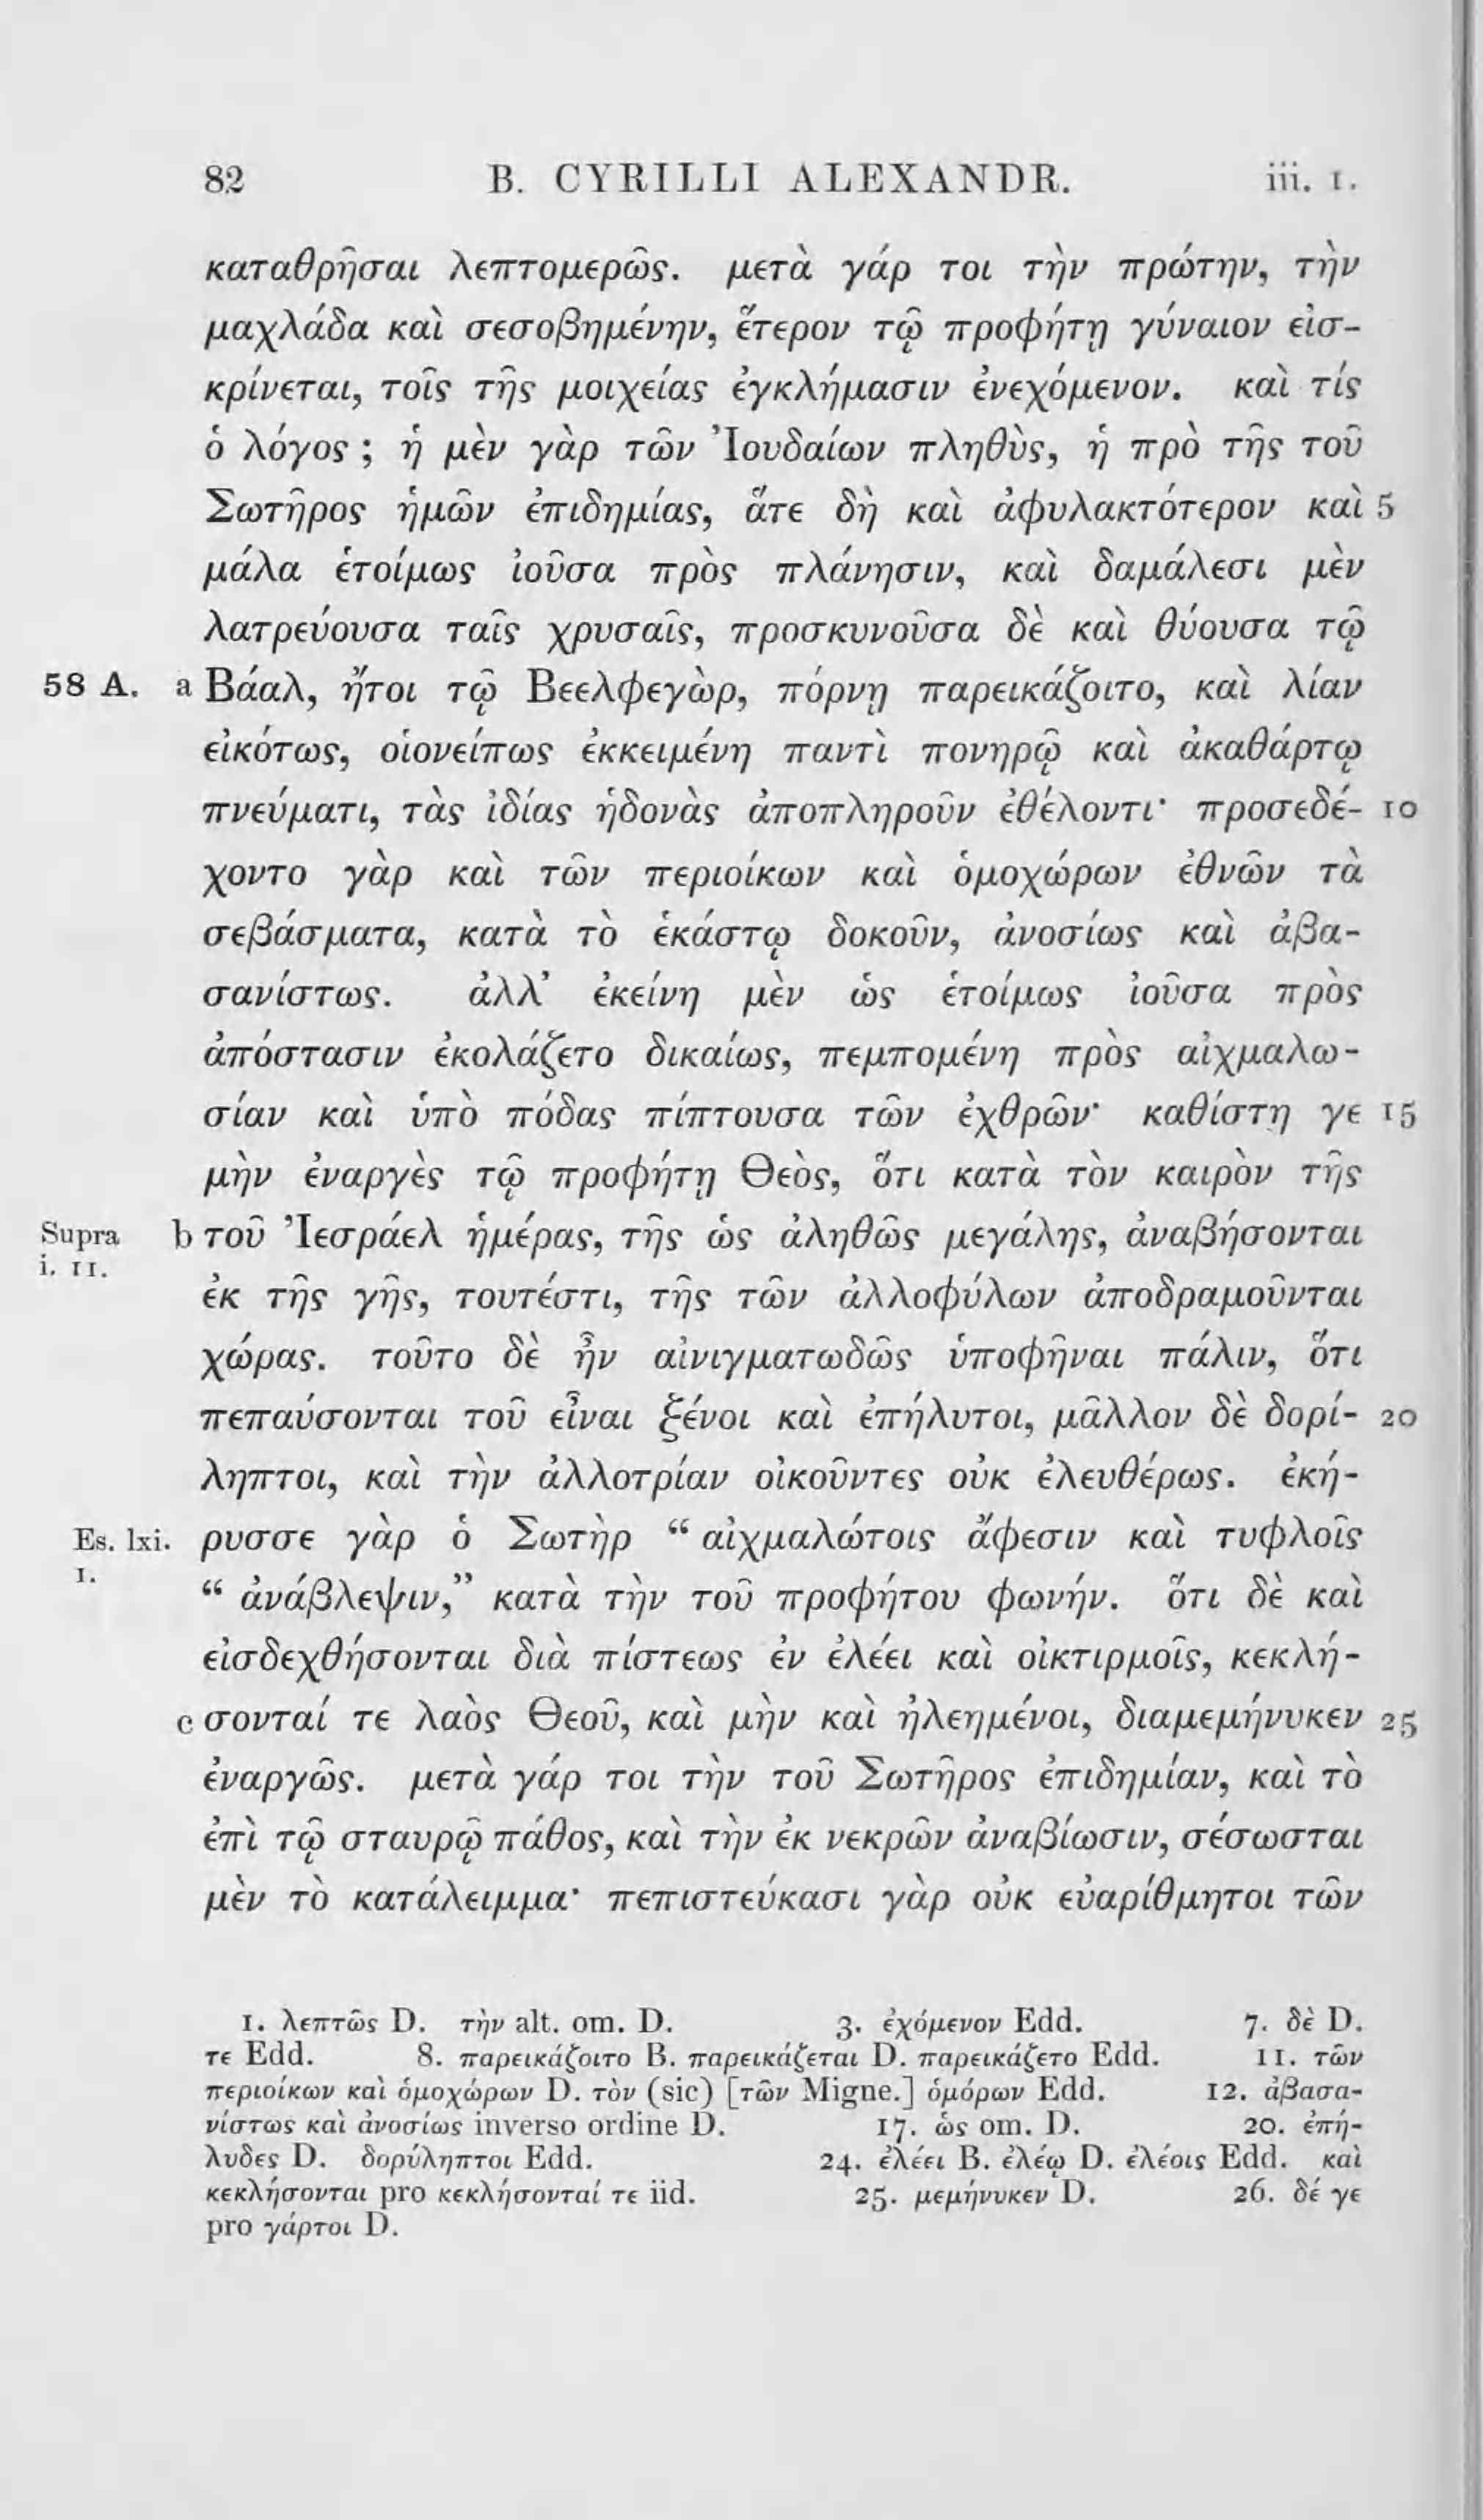 82 B. CYRILLI ALEXANDR. iii. 1.
καταθρῆσαι λεπτομερῶς. μετὰ γάρ τοι τὴν πρώτην, τὴν
μαχλάδα καὶ σεσοβημένην, ἕτερον τῷ προφήτῃ γύναιον εἰσ-
κρίνεται, τοῖς τῆς μοιχείας ἐγκλήμασιν ἐνεχόμενον. καὶ τίς
ὁ λόγος ; ἡ μὲν γὰρ τῶν Ἰουδαίων πληθὺς, ἡ πρὸ τῆς τοῦ
Σωτῆρος ἡμῶν ἐπιδημίας, ἅτε δὴ καὶ ἀφυλακτότερον καὶ 5
μάλα ἑτοίμως ἰοῦσα πρὸς πλάνησιν, καὶ δαμάλεσι μὲν
λατρεύουσα ταῖς χρυσαῖς, προσκυνοῦσα δὲ καὶ θύουσα τῷ
58 A. a Βάαλ, ἤτοι τῷ Βεελφεγὼρ, πόρνῃ παρεικάζοιτο, καὶ λίαν
εἰκότως, οἱονείπως ἐκκειμένη παντὶ πονηρῷ καὶ ἀκαθάρτῳ
πνεύματι, τὰς ἰδίας ἡδονὰς ἀποπληροῦν ἐθέλοντι· προσεδέ- 10
χοντο γὰρ καὶ τῶν περιοίκων καὶ ὁμοχώρων ἐθνῶν τὰ
σεβάσματα, κατὰ τὸ ἑκάστῳ δοκοῦν, ἀνοσίως καὶ ἀβα-
σανίστως. ἀλλ’ ἐκείνη μὲν ὡς ἑτοίμως ἰοῦσα πρὸς
ἀπόστασιν ἐκολάζετο δικαίως, πεμπομένη πρὸς αἰχμαλω-
σίαν καὶ ὑπὸ πόδας πίπτουσα τῶν ἐχθρῶν· καθίστη γε 15
μὴν ἐναργὲς τῷ προφήτῃ Θεὸς, ὅτι κατὰ τὸν καιρὸν τῆς
Supra b τοῦ Ἰεσράελ ἡμέρας, τῆς ὡς ἀληθῶς μεγάλης, ἀναβήσονται
i. 11.
ἐκ τῆς γῆς, τουτέστι, τῆς τῶν ἀλλοφύλων ἀποδραμοῦνται
χώρας. τοῦτο δὲ ἦν αἰνιγματωδῶς ὑποφῆναι πάλιν, ὅτι
πεπαύσονται τοῦ εἶναι ξένοι καὶ ἐπήλυτοι, μᾶλλον δὲ δορί- 20
ληπτοι, καὶ τὴν ἀλλοτρίαν οἰκοῦντες οὐκ ἐλευθέρως. ἐκή-
Es. lxi. ρυσσε γὰρ ὁ Σωτὴρ “ αἰχμαλώτοις ἄφεσιν καὶ τυφλοῖς
1.
“ ἀνάβλεψιν,” κατὰ τὴν τοῦ προφήτου φωνήν. ὅτι δὲ καὶ
εἰσδεχθήσονται διὰ πίστεως ἐν ἐλέει καὶ οἰκτιρμοῖς, κεκλή-
c σονταί τε λαὸς Θεοῦ, καὶ μὴν καὶ ἠλεημένοι, διαμεμήνυκεν 25
ἐναργῶς. μετὰ γάρ τοι τὴν τοῦ Σωτῆρος ἐπιδημίαν, καὶ τὸ
ἐπὶ τῷ σταυρῷ πάθος, καὶ τὴν ἐκ νεκρῶν ἀναβίωσιν, σέσωσται
μὲν τὸ κατάλειμμα· πεπιστεύκασι γὰρ οὐκ εὐαρίθμητοι τῶν
1. λεπτῶς D. τὴν alt. om. D. 3. ἐχόμενον Edd. 7. δὲ D.
τε Edd. 8. παρεικάζοιτο B. παρεικάζεται D. παρεικάζετο Edd. 11. τῶν
περιοίκων καὶ ὁμοχώρων D. τὸν (sic) [τῶν Migne.] ὁμόρων Edd. 12. ἀβασα-
νίστως καὶ ἀνοσίως inverso ordine D. 17. ὡς om. D. 20. ἐπή-
λυδες D. δορύληπτοι Edd. 24. ἐλέει B. ἐλέῳ D. ἐλέοις Edd. καὶ
κεκλήσονται pro κεκλήσονταί τε iid. 25. μεμήνυκεν D. 26. δέ γε
pro γάρτοι D.